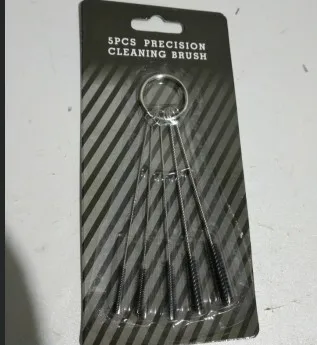 5PCS PRECISION
CLEANING BRUSH